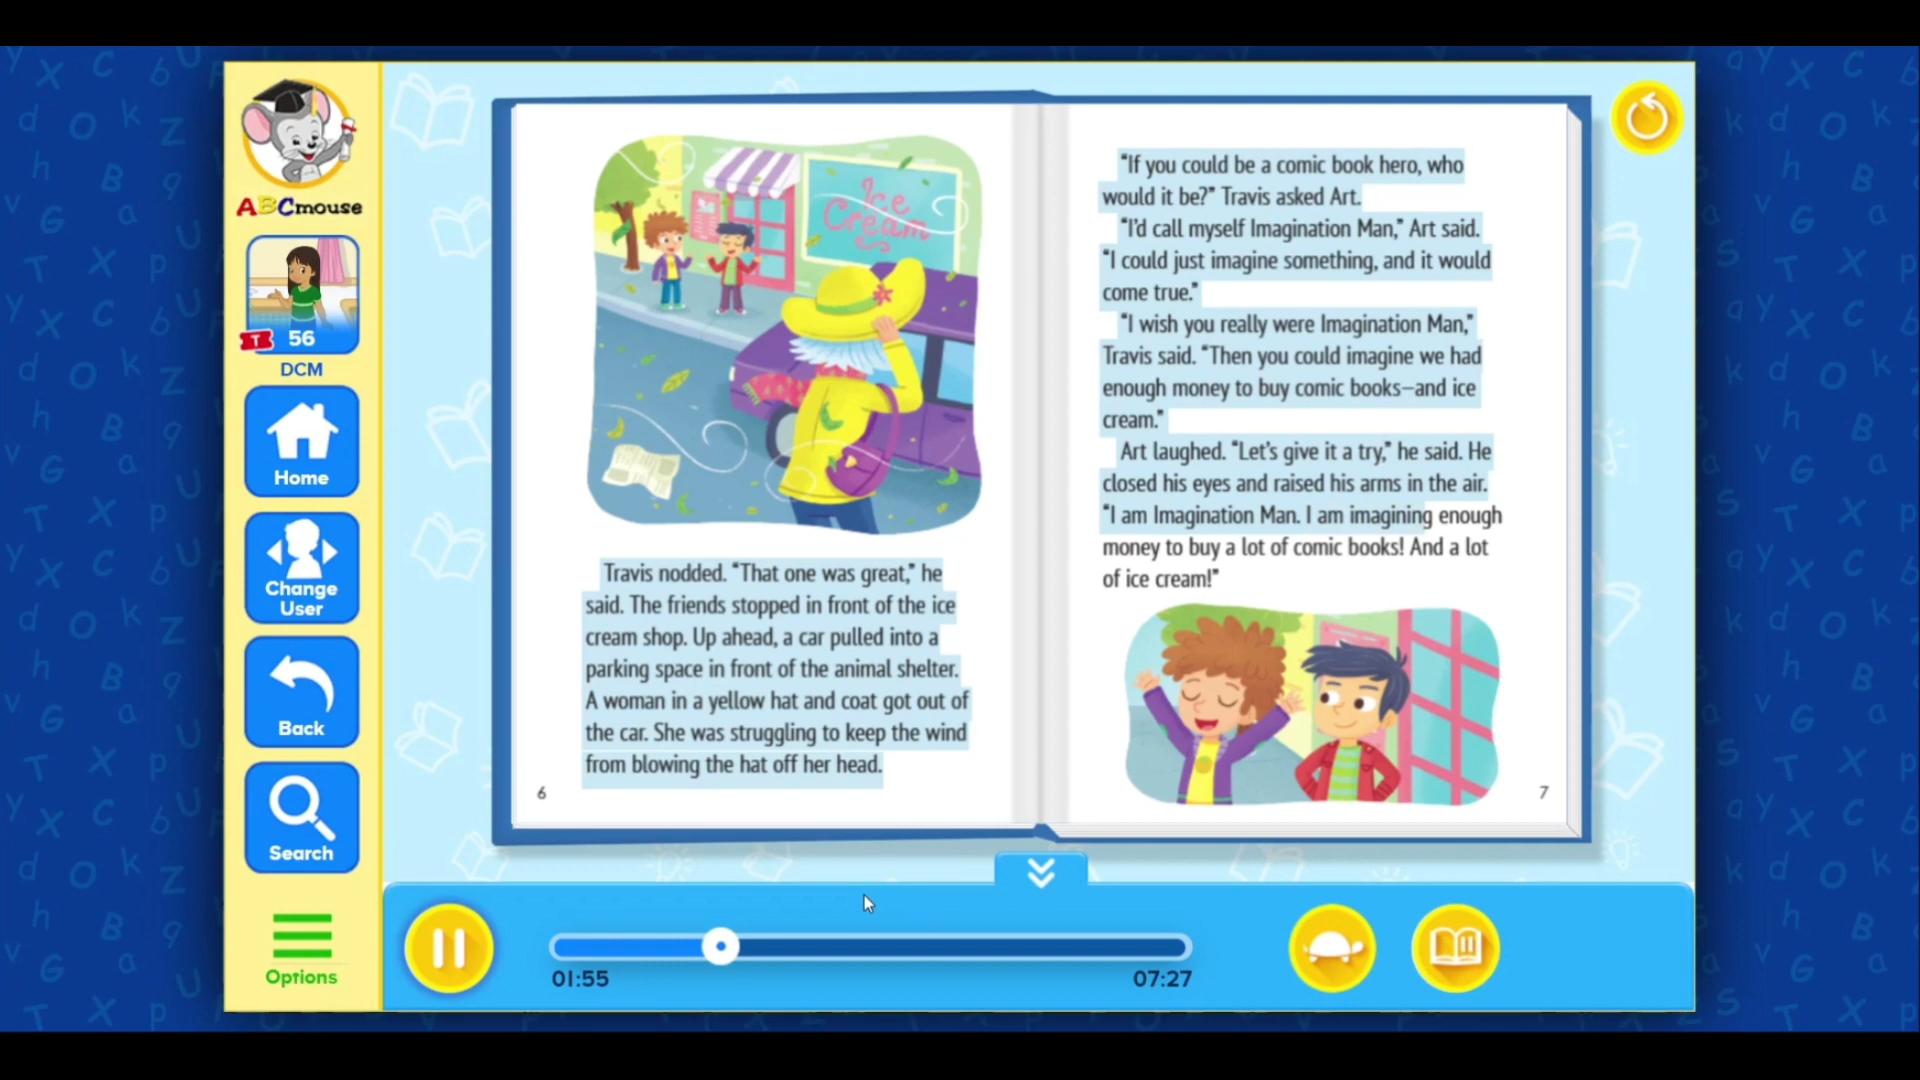 ABCmouse
T 56
DCM
Home
Change
User
Back
Search
Options
Ice
Cream
Travis nodded. “That one was great,” he
said. The friends stopped in front of the ice
cream shop. Up ahead, a car pulled into a
parking space in front of the animal shelter.
A woman in a yellow hat and coat got out of
the car. She was struggling to keep the wind
from blowing the hat off her head.
6
“If you could be a comic book hero, who
would it be?” Travis asked Art.
“I’d call myself Imagination Man,” Art said.
“I could just imagine something, and it would
come true.”
“I wish you really were Imagination Man,”
Travis said. “Then you could imagine we had
enough money to buy comic books—and ice
cream.”
Art laughed. “Let’s give it a try,” he said. He
closed his eyes and raised his arms in the air.
“I am Imagination Man. I am imagining enough
money to buy a lot of comic books! And a lot
of ice cream!”
7
01:55
07:27